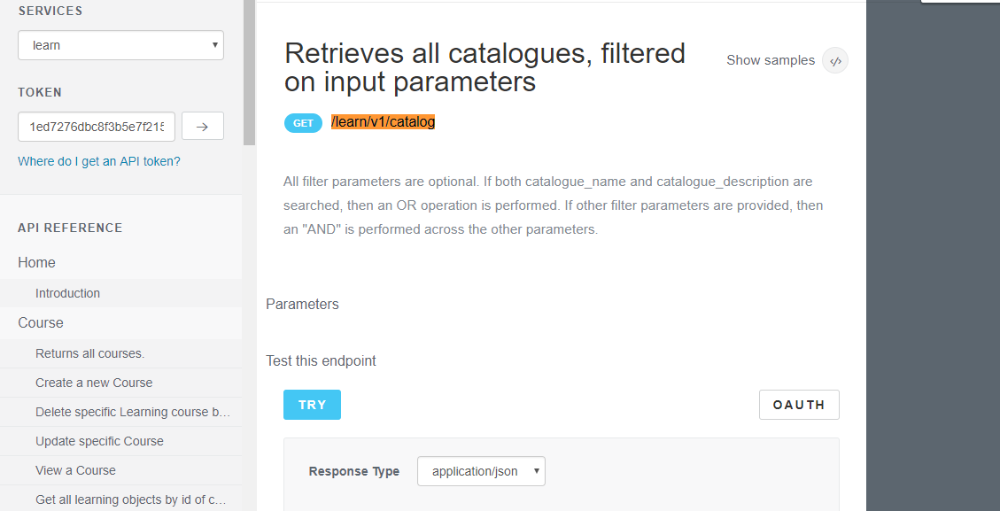 SERVICES
learn
TOKEN
1ed7276dbc8f3b5e7f215
Where do I get an API token?
API REFERENCE
Home
Introduction
Course
Returns all courses.
Create a new Course
Delete specific Learning course b...
Update specific Course
View a Course
Get all learning objects by id of c...
Retrieves all catalogues, filtered
on input parameters
Show samples </>
GET /learn/v1/catalog
All filter parameters are optional. If both catalogue_name and catalogue_description are
searched, then an OR operation is performed. If other filter parameters are provided, then
an "AND" is performed across the other parameters.
Parameters
Test this endpoint
TRY
OAUTH
Response Type application/json